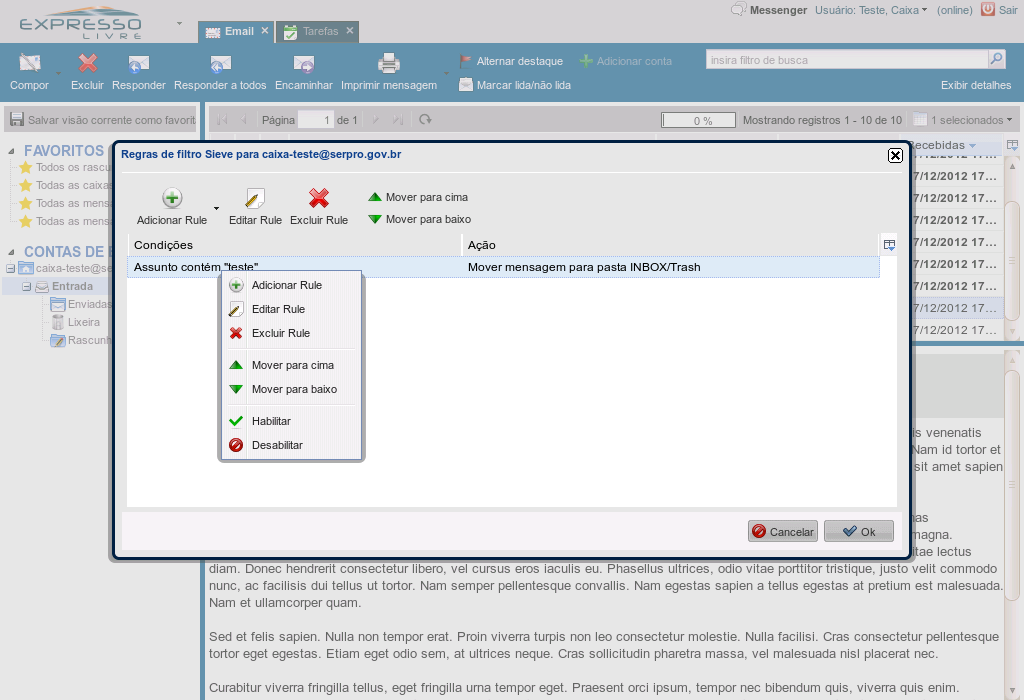 EXPRESSO
LIVRE
Email
Tarefas
Messenger
Usuário: Teste, Caixa
(online)
Sair
Compor
Excluir
Responder
Responder a todos
Encaminhar
Imprimir mensagem
Alternar destaque
Marcar lida/não lida
Adicionar conta
insira filtro de busca
Exibir detalhes
Salvar visão corrente como favorit
Página 1 de 1
0 %
Mostrando registros 1 - 10 de 10
1 selecionados
FAVORITOS
Todos os rascu
Todas as caixa
Todas as mensa
Todas as mensa
CONTAS DE E
caixa-teste@se
Entrada
Enviadas
Lixeira
Rascunh
Recebidas
7/12/2012 17...
7/12/2012 17...
7/12/2012 17...
7/12/2012 17...
7/12/2012 17...
7/12/2012 17...
7/12/2012 17...
7/12/2012 17...
7/12/2012 17...
Regras de filtro Sieve para caixa-teste@serpro.gov.br
Adicionar Rule
Editar Rule
Excluir Rule
Mover para cima
Mover para baixo
Condições
Ação
Assunto contém "teste"
Mover mensagem para pasta INBOX/Trash
Adicionar Rule
Editar Rule
Excluir Rule
Mover para cima
Mover para baixo
Habilitar
Desabilitar
Cancelar
Ok
is venenatis
Nam id tortor et
sit amet sapien
nas
magna.
itae lectus
diam. Donec hendrerit consectetur libero, vel cursus eros iaculis eu. Phasellus ultrices, odio vitae porttitor tristique, justo velit commodo
nunc, ac facilisis dui tellus ut tortor. Nam semper pellentesque convallis. Nam egestas sapien a tellus egestas at pretium est malesuada.
Nam et ullamcorper quam.
Sed et felis sapien. Nulla non tempor erat. Proin viverra turpis non leo consectetur molestie. Nulla facilisi. Cras consectetur pellentesque
tortor eget egestas. Etiam eget odio sem, at ultrices neque. Cras sollicitudin pharetra massa, vel malesuada nisl placerat nec.
Curabitur viverra fringilla tellus, eget fringilla urna tempor eget. Praesent orci ipsum, tempor nec bibendum quis, viverra quis enim.